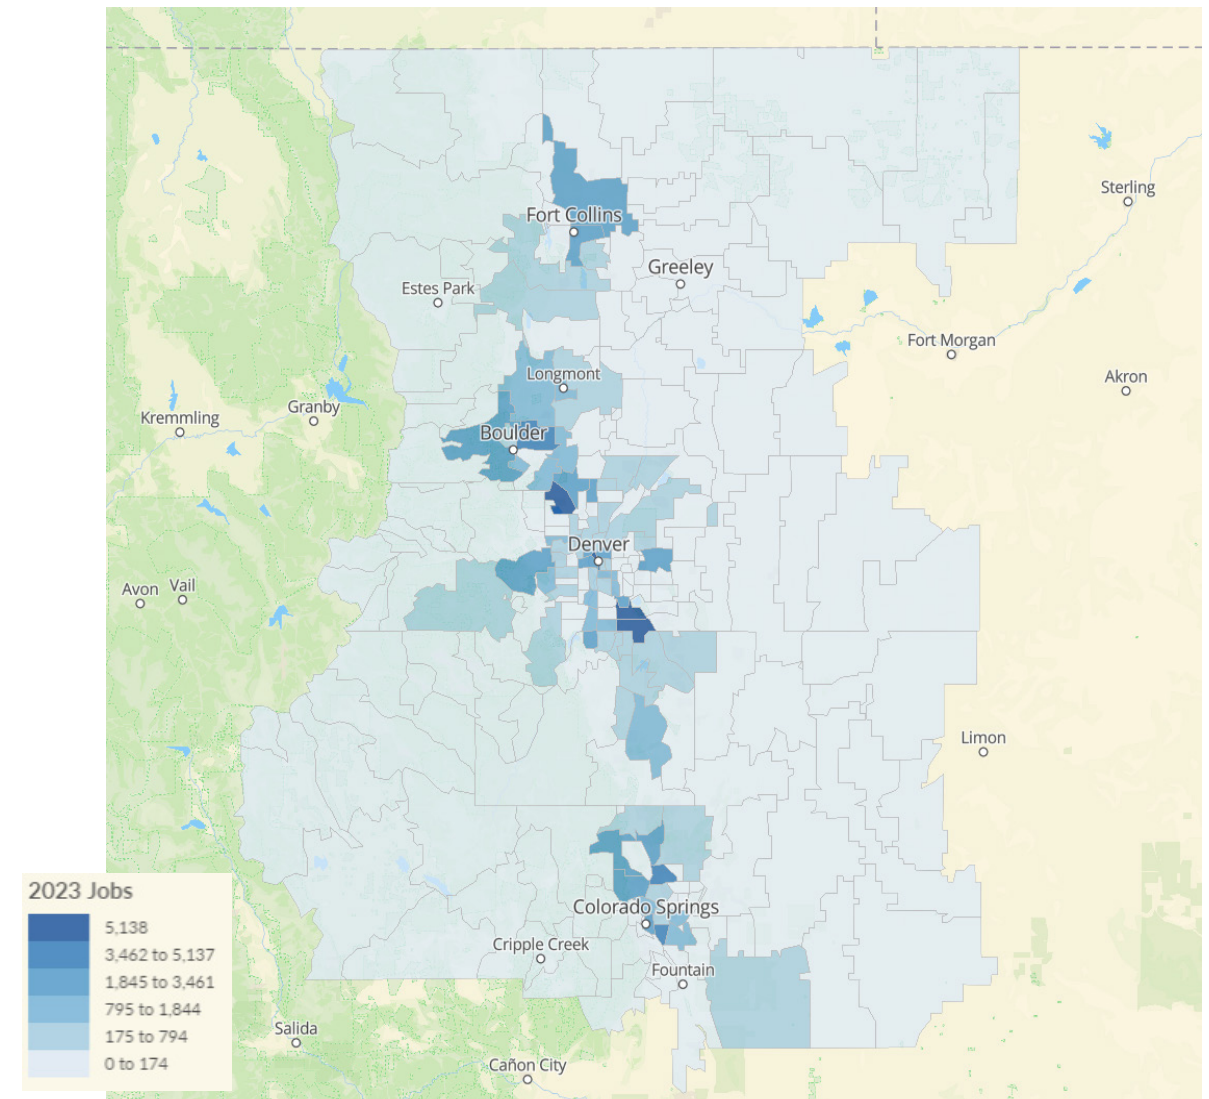 Sterling
Fort Collins
Greeley
Estes Park
Fort Morgan
Longmont
Akron
Granby
Kremmling
Boulder
Denver
Avon
Vail
Limon
2023 Jobs
5,138
3,462 to 5,137
1,845 to 3,461
795 to 1,844
175 to 794
0 to 174
Colorado Springs
Cripple Creek
Fountain
Salida
Cañon City